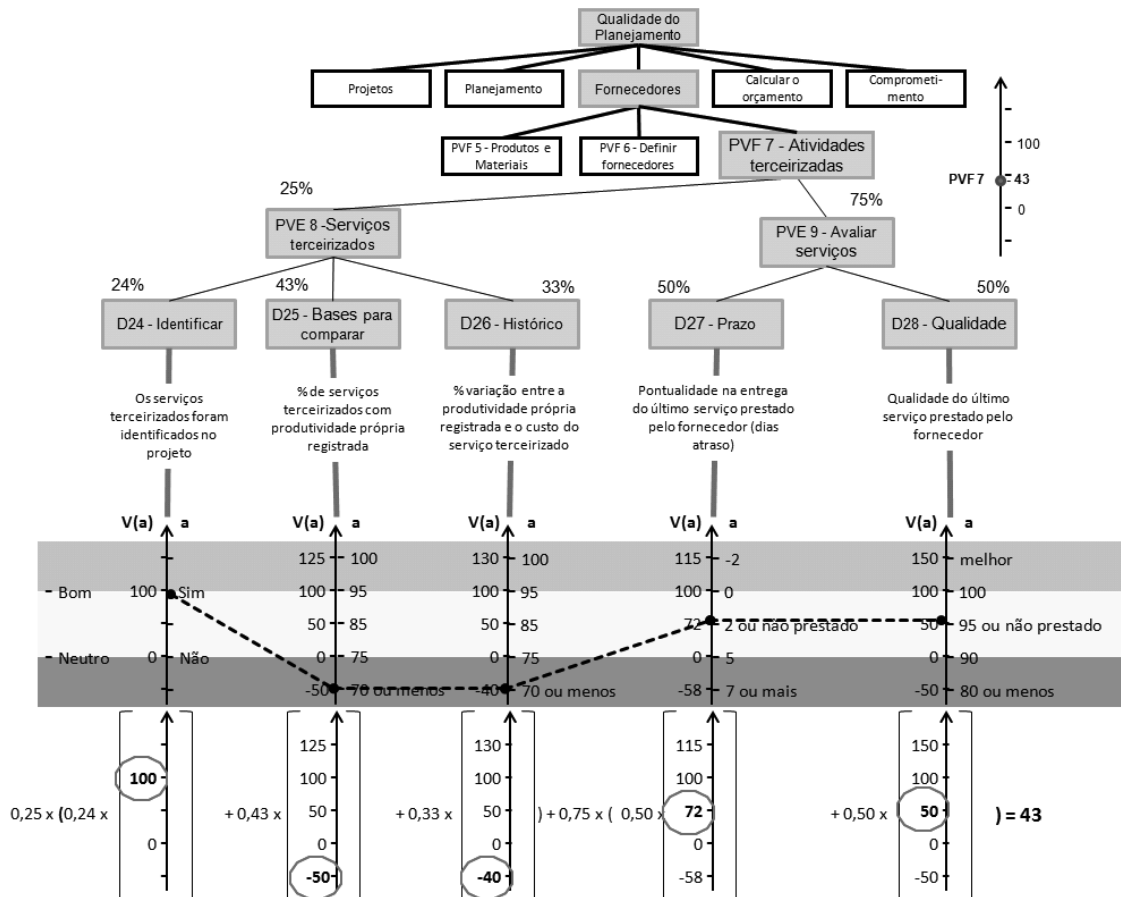 Qualidade do
Planejamento
Projetos
Planejamento
Fornecedores
Calcular o
orçamento
Comprometi-
mento
PVF 5 - Produtos e
Materiais
PVF 6 - Definir
fornecedores
PVF 7 - Atividades
terceirizadas
100
PVF 7
43
0
25%
75%
PVE 8 -Serviços
terceirizados
PVE 9 - Avaliar
serviços
24%
43%
33%
50%
50%
D24 - Identificar
D25 - Bases para
comparar
D26 - Histórico
D27 - Prazo
D28 - Qualidade
Os serviços
terceirizados foram
identificados no
projeto
% de serviços
terceirizados com
produtividade própria
registrada
% variação entre a
produtividade própria
registrada e o custo do
serviço terceirizado
Pontualidade na entrega
do último serviço prestado
pelo fornecedor (dias
atraso)
Qualidade do último
serviço prestado pelo
fornecedor
V(a) a V(a) a V(a) a V(a) a V(a) a
125 100 130 100 115 -2 150 melhor
Bom 100 Sim 100 95 100 95 100 0 100 100
50 85 50 85 72 2 ou não prestado 50 95 ou não prestado
Neutro 0 Não 0 75 0 75 0 5 0 90
-50 70 ou menos -40 70 ou menos -58 7 ou mais -50 80 ou menos
125 130 115 150
100 100 100 100 100
0,25 x (0,24 x + 0,43 x 50 + 0,33 x 50 ) + 0,75 x ( 0,50 x 72 + 0,50 x 50 ) = 43
0 0 0 0 0
-50 -40 -58 -50